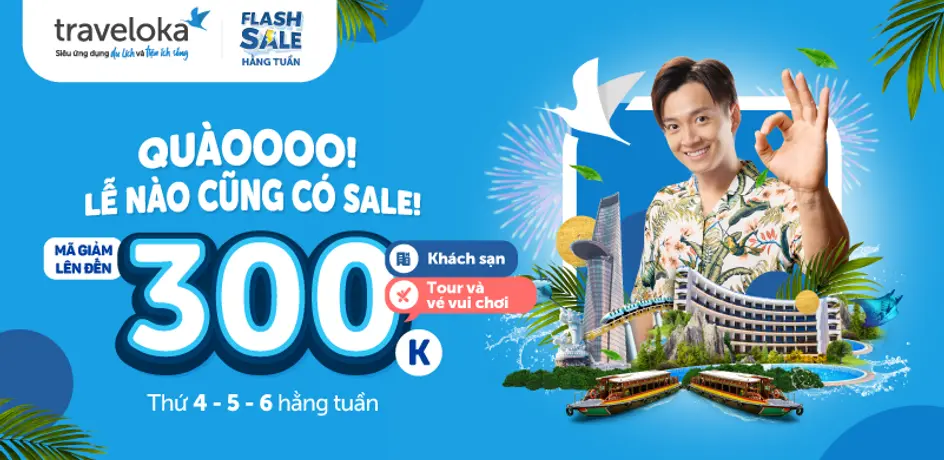 traveloka
Siêu ứng dụng du lịch và tiện ích sống
FLASH
SALE
HẰNG TUẦN
QUÀOOOO!
LỄ NÀO CŨNG CÓ SALE!
MÃ GIẢM
LÊN ĐẾN
300
K
Khách sạn
Tour và
vé vui chơi
Thứ 4 - 5 - 6 hằng tuần